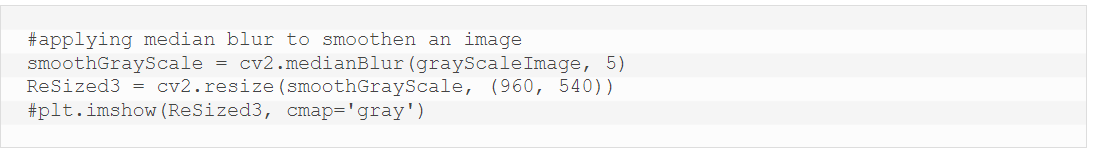 #applying median blur to smoothen an image
smoothGrayScale = cv2.medianBlur(grayScaleImage, 5)
ReSized3 = cv2.resize(smoothGrayScale, (960, 540))
#plt.imshow(ReSized3, cmap='gray')